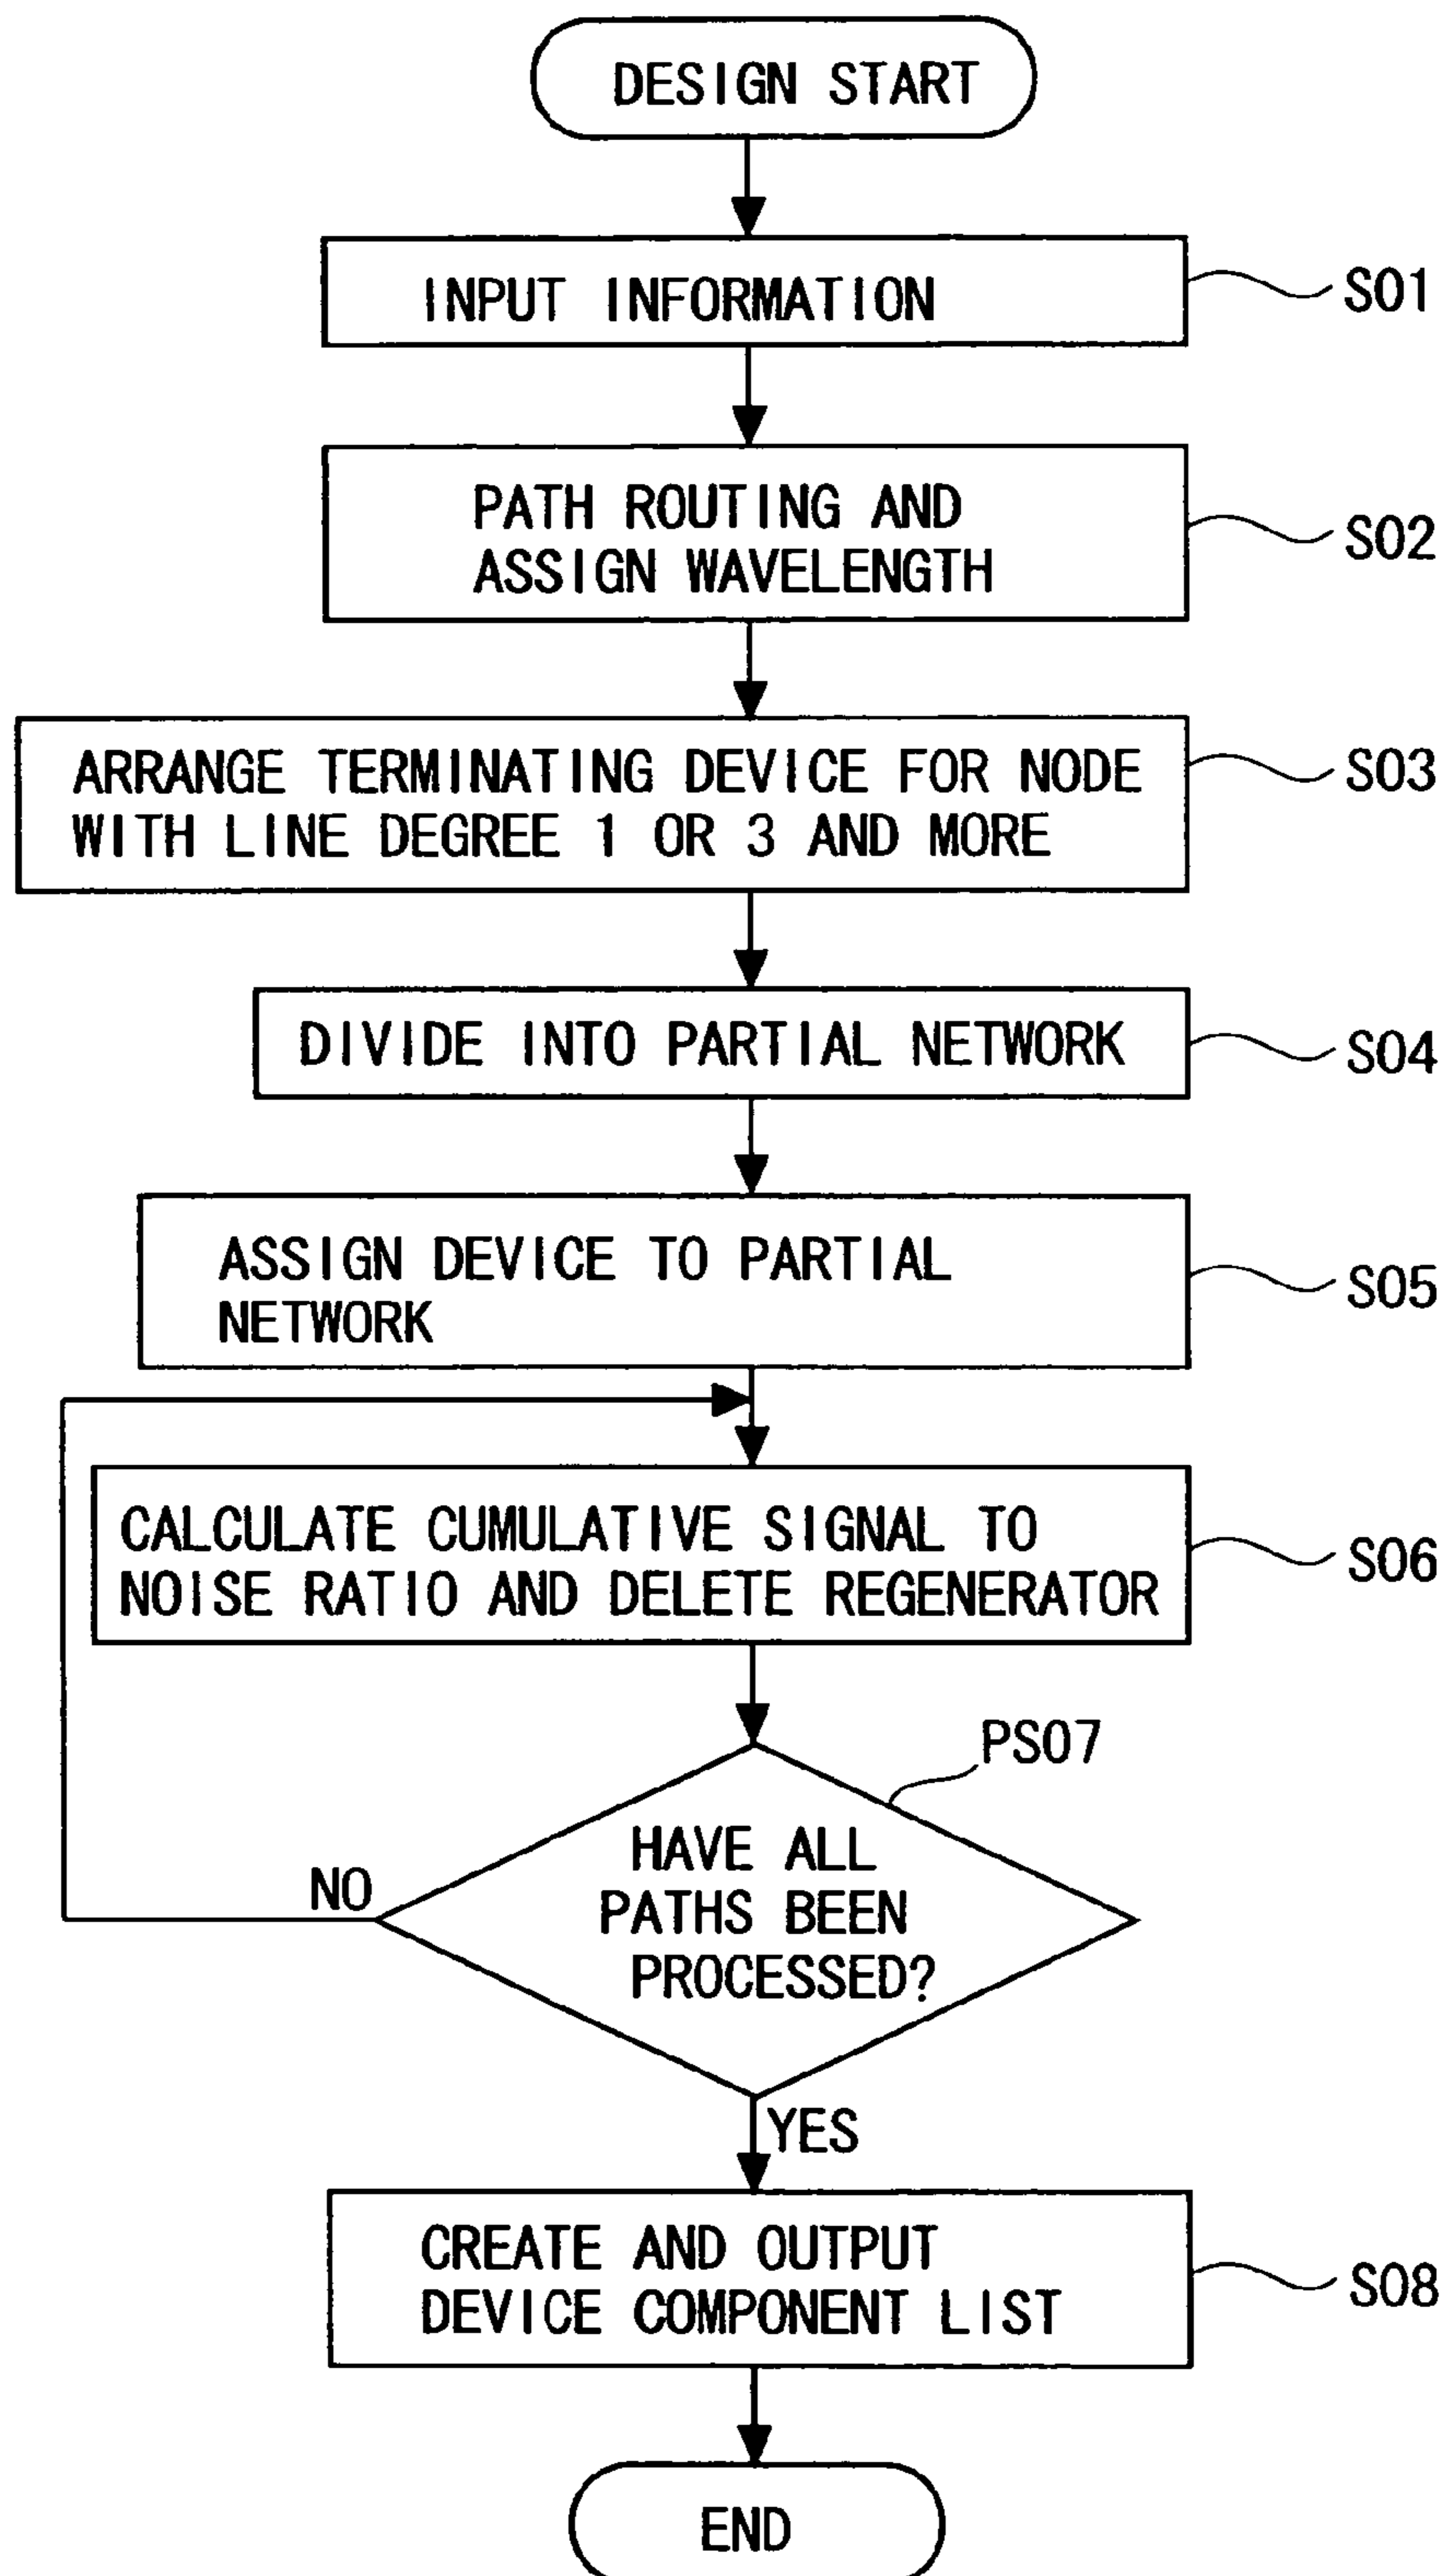 DESIGN START
INPUT INFORMATION
S01
PATH ROUTING AND
ASSIGN WAVELENGTH
S02
ARRANGE TERMINATING DEVICE FOR NODE
WITH LINE DEGREE 1 OR 3 AND MORE
S03
DIVIDE INTO PARTIAL NETWORK
S04
ASSIGN DEVICE TO PARTIAL
NETWORK
S05
CALCULATE CUMULATIVE SIGNAL TO
NOISE RATIO AND DELETE REGENERATOR
S06
PS07
HAVE ALL
PATHS BEEN
PROCESSED?
NO
YES
CREATE AND OUTPUT
DEVICE COMPONENT LIST
S08
END